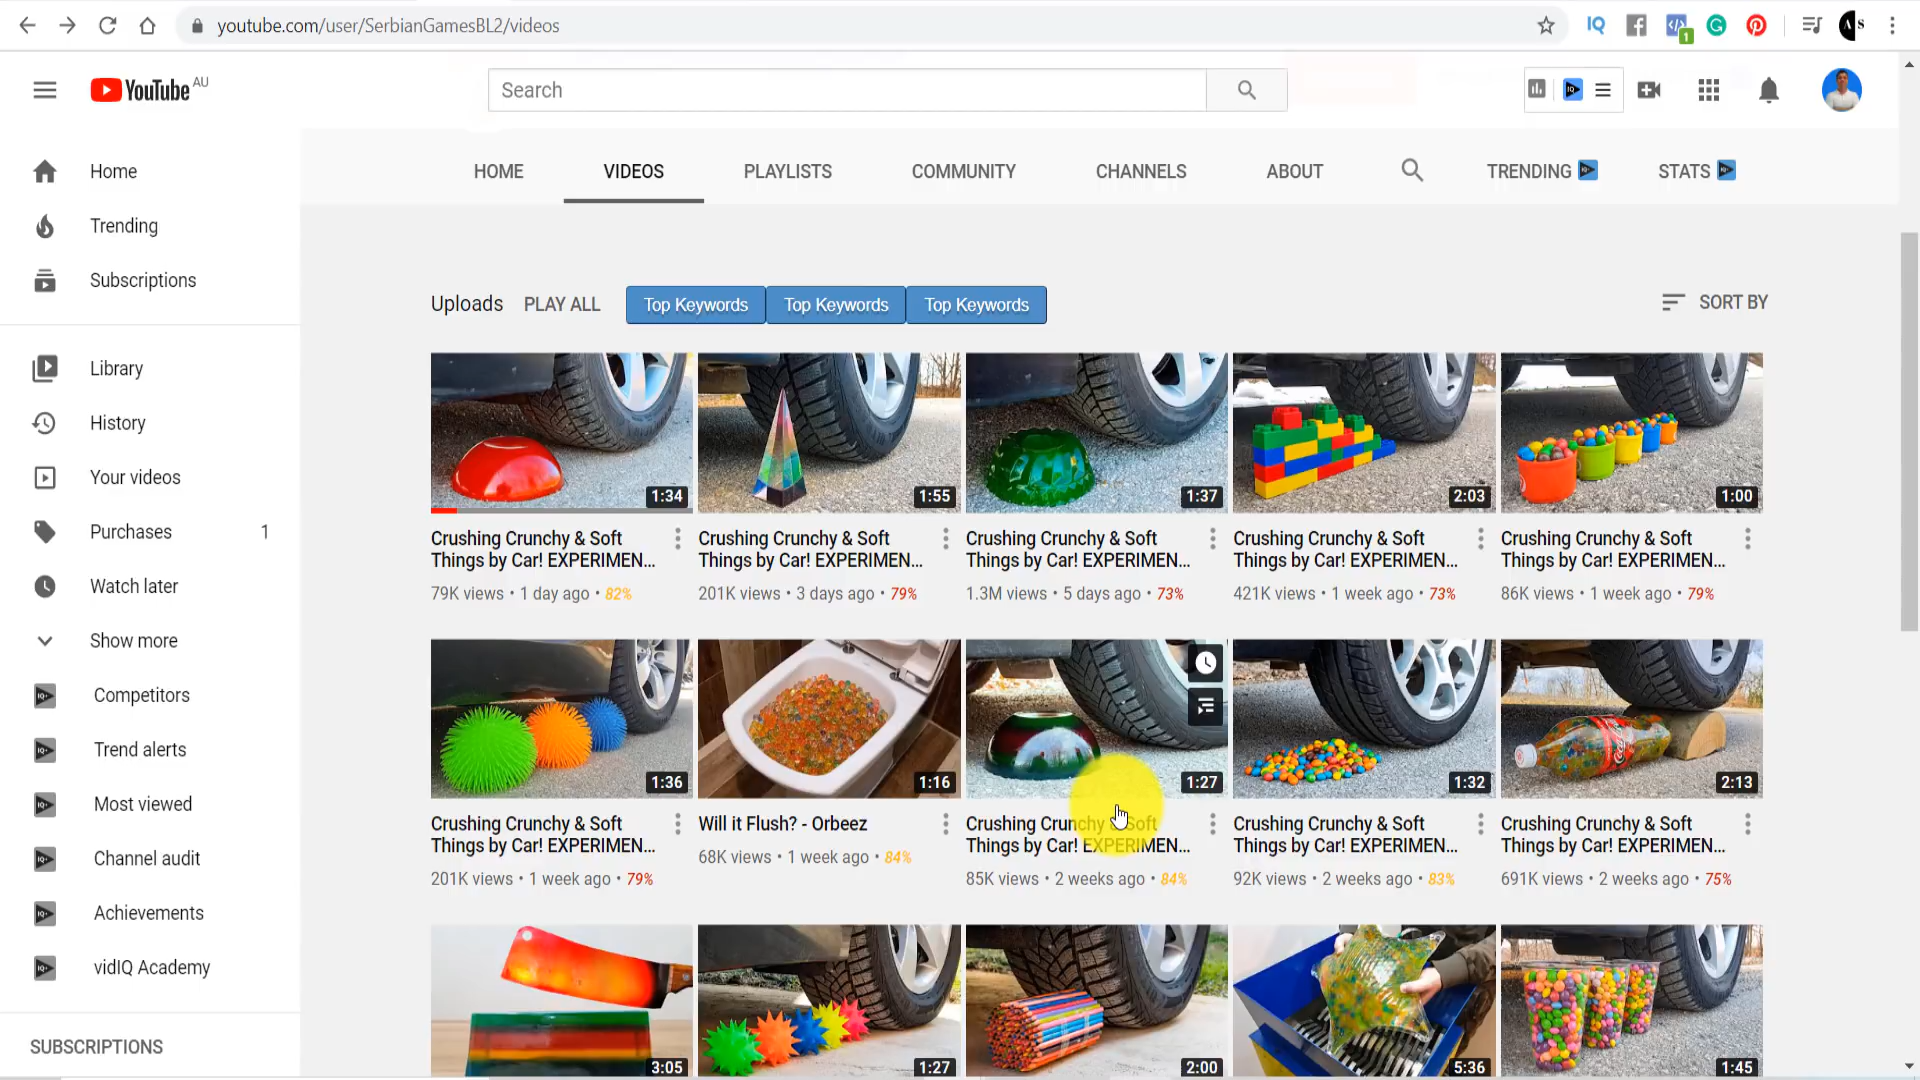 youtube.com/user/SerbianGamesBL2/videos
1
A S
YouTube AU
Search
Home
Trending
Subscriptions
Library
History
Your videos
Purchases 1
Watch later
Show more
Competitors
Trend alerts
Most viewed
Channel audit
Achievements
vidIQ Academy
SUBSCRIPTIONS
HOME VIDEOS PLAYLISTS COMMUNITY CHANNELS ABOUT TRENDING STATS
Uploads PLAY ALL Top Keywords Top Keywords Top Keywords SORT BY
1:34 1:55 1:37 2:03 1:00
Crushing Crunchy & Soft Crushing Crunchy & Soft Crushing Crunchy & Soft Crushing Crunchy & Soft Crushing Crunchy & Soft
Things by Car! EXPERIMEN... Things by Car! EXPERIMEN... Things by Car! EXPERIMEN... Things by Car! EXPERIMEN... Things by Car! EXPERIMEN...
79K views • 1 day ago • 82% 201K views • 3 days ago • 79% 1.3M views • 5 days ago • 73% 421K views • 1 week ago • 73% 86K views • 1 week ago • 79%
1:36 1:16 1:27 1:32 2:13
Crushing Crunchy & Soft Will it Flush? - Orbeez Crushing Crunchy & Soft Crushing Crunchy & Soft Crushing Crunchy & Soft
Things by Car! EXPERIMEN... Things by Car! EXPERIMEN... Things by Car! EXPERIMEN... Things by Car! EXPERIMEN...
201K views • 1 week ago • 79% 68K views • 1 week ago • 84% 85K views • 2 weeks ago • 84% 92K views • 2 weeks ago • 83% 691K views • 2 weeks ago • 75%
3:05 1:27 2:00 5:36 1:45